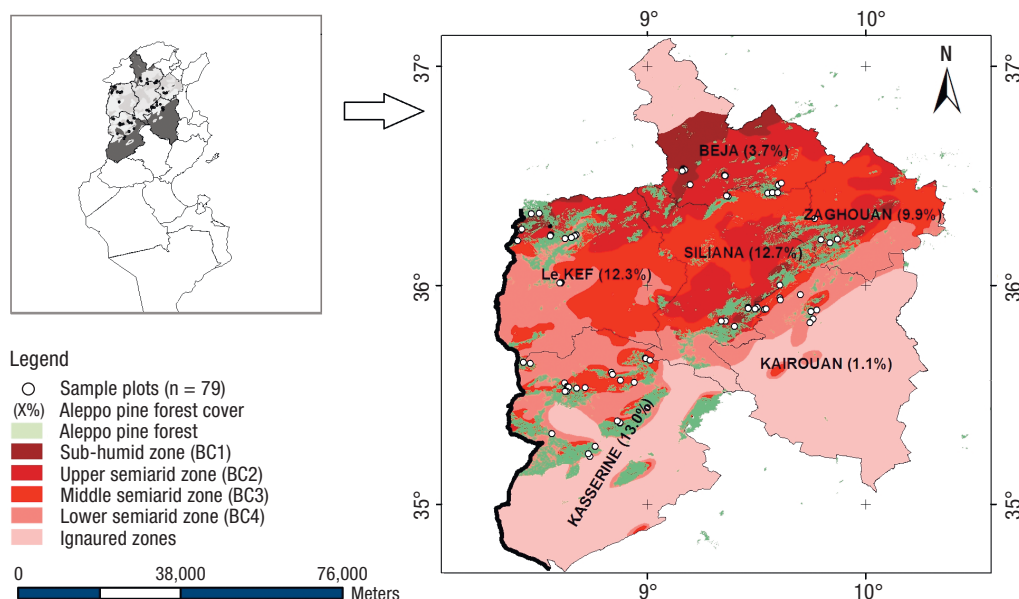 9° 10°
37°
N
BEJA (3.7%)
ZAGHOUAN (9.9%)
SILIANA (12.7%)
Le KEF (12.3%)
36°
KAIROUAN (1.1%)
KASSERINE (13.0%)
35°
9° 10°
37°
36°
35°
Legend
Sample plots (n = 79)
(X%) Aleppo pine forest cover
Aleppo pine forest
Sub-humid zone (BC1)
Upper semiarid zone (BC2)
Middle semiarid zone (BC3)
Lower semiarid zone (BC4)
Ignaured zones
0 38,000 76,000
Meters